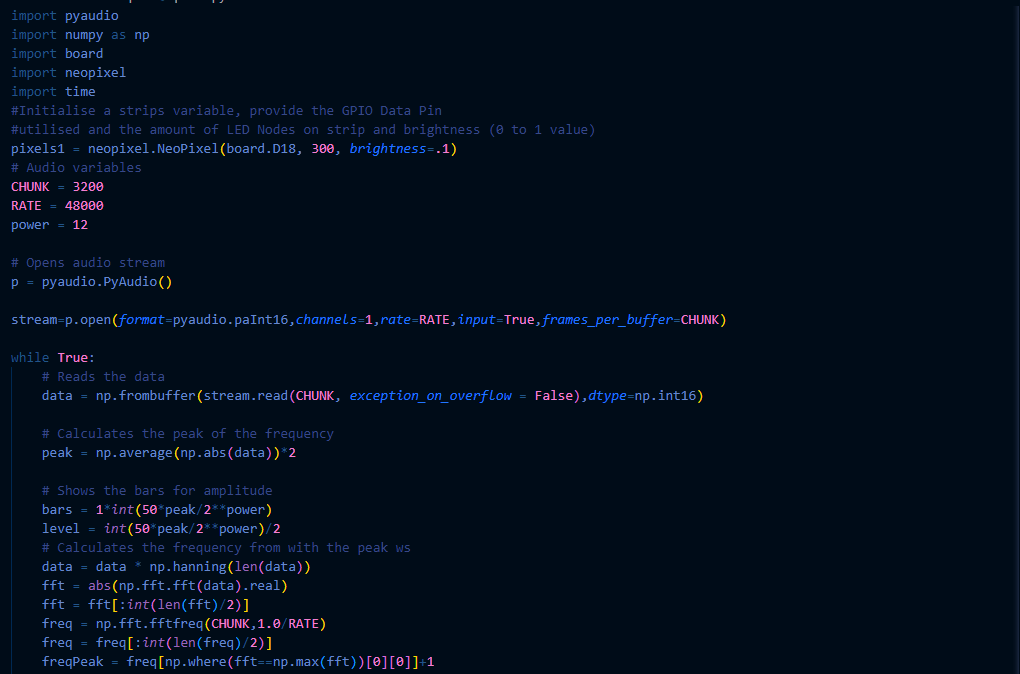 import pyaudio
import numpy as np
import board
import neopixel
import time
#Initialise a strips variable, provide the GPIO Data Pin
#utilised and the amount of LED Nodes on strip and brightness (0 to 1 value)
pixels1 = neopixel.NeoPixel(board.D18, 300, brightness=.1)
# Audio variables
CHUNK = 3200
RATE = 48000
power = 12
# Opens audio stream
p = pyaudio.PyAudio()
stream=p.open(format=pyaudio.paInt16,channels=1,rate=RATE,input=True,frames_per_buffer=CHUNK)
while True:
    # Reads the data
    data = np.frombuffer(stream.read(CHUNK, exception_on_overflow = False),dtype=np.int16)
    # Calculates the peak of the frequency
    peak = np.average(np.abs(data))*2
    # Shows the bars for amplitude
    bars = 1*int(50*peak/2**power)
    level = int(50*peak/2**power)/2
    # Calculates the frequency from with the peak ws
    data = data * np.hanning(len(data))
    fft = abs(np.fft.fft(data).real)
    fft = fft[:int(len(fft)/2)]
    freq = np.fft.fftfreq(CHUNK,1.0/RATE)
    freq = freq[:int(len(freq)/2)]
    freqPeak = freq[np.where(fft==np.max(fft))[0][0]]+1